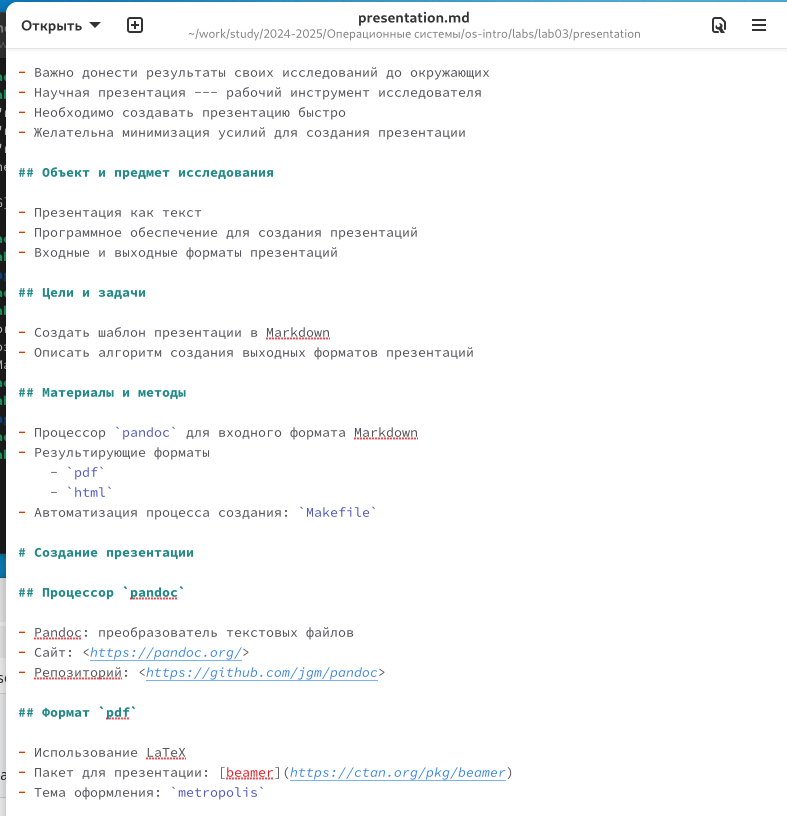 Открыть
presentation.md
~/work/study/2024-2025/Операционные системы/os-intro/labs/lab03/presentation
- Важно донести результаты своих исследований до окружающих
- Научная презентация --- рабочий инструмент исследователя
- Необходимо создавать презентацию быстро
- Желательна минимизация усилий для создания презентации
## Объект и предмет исследования
- Презентация как текст
- Программное обеспечение для создания презентаций
- Входные и выходные форматы презентаций
## Цели и задачи
- Создать шаблон презентации в Markdown
- Описать алгоритм создания выходных форматов презентаций
## Материалы и методы
- Процессор `pandoc` для входного формата Markdown
- Результирующие форматы
- `pdf`
- `html`
- Автоматизация процесса создания: `Makefile`
# Создание презентации
## Процессор `pandoc`
- Pandoc: преобразователь текстовых файлов
- Сайт: <https://pandoc.org/>
- Репозиторий: <https://github.com/jgm/pandoc>
## Формат `pdf`
- Использование LaTeX
- Пакет для презентации: [beamer](https://ctan.org/pkg/beamer)
- Тема оформления: `metropolis`